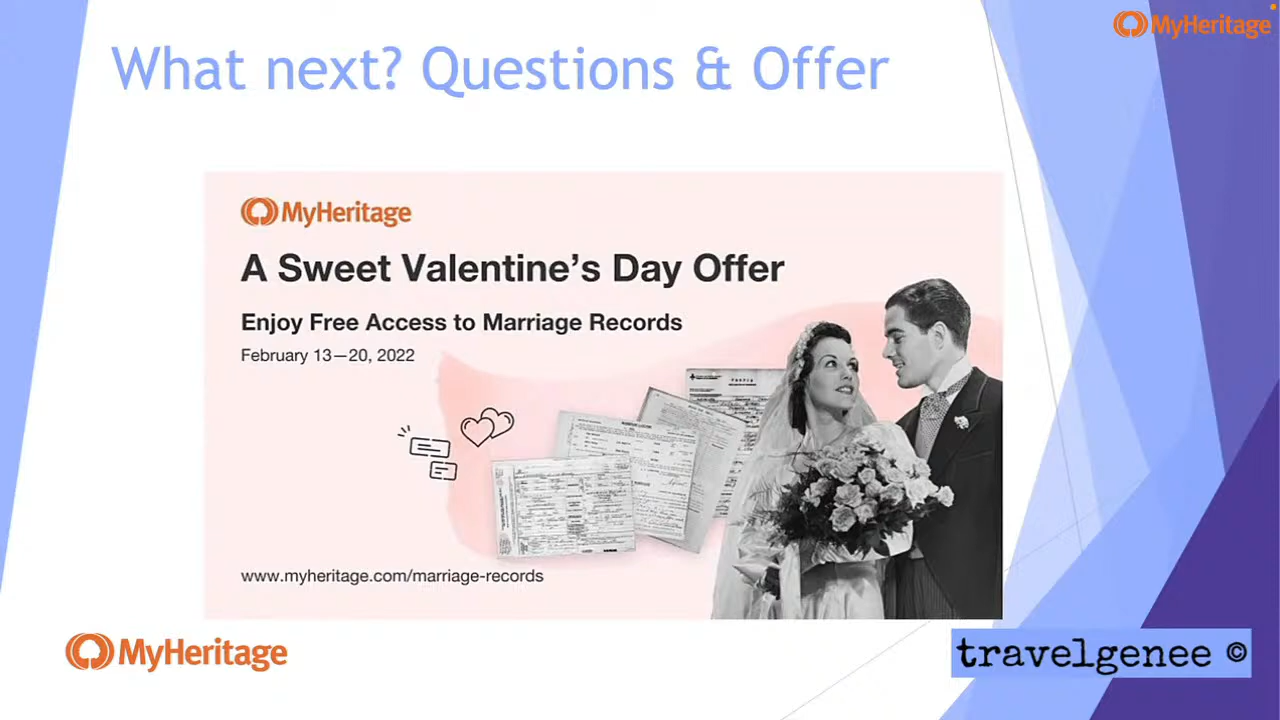 MyHeritage
What next? Questions & Offer
MyHeritage
A Sweet Valentine's Day Offer
Enjoy Free Access to Marriage Records
February 13—20, 2022
www.myheritage.com/marriage-records
MyHeritage
travelgenee ©